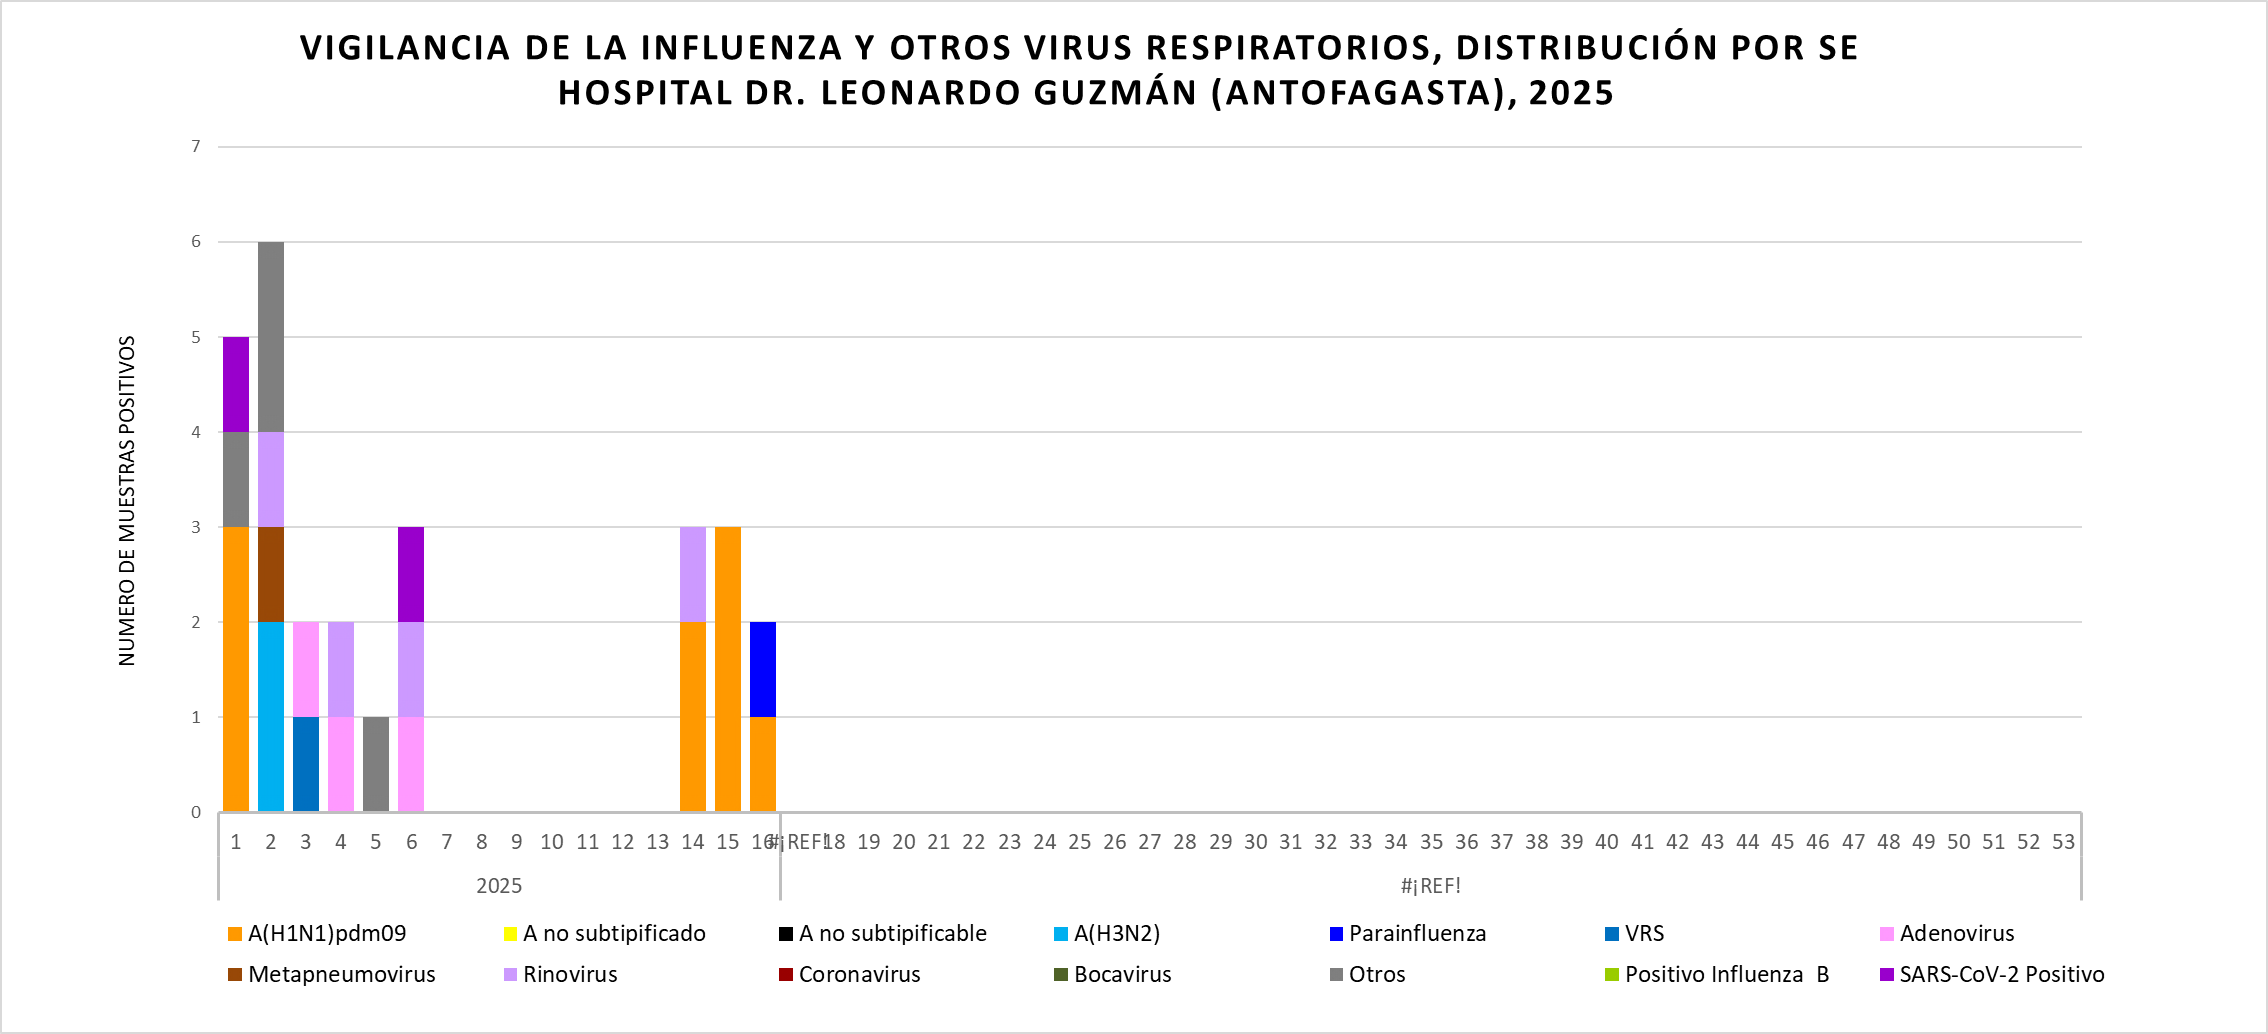 VIGILANCIA DE LA INFLUENZA Y OTROS VIRUS RESPIRATORIOS, DISTRIBUCIÓN POR SE
HOSPITAL DR. LEONARDO GUZMÁN (ANTOFAGASTA), 2025
NUMERO DE MUESTRAS POSITIVOS
7
6
5
4
3
2
1
0
1 2 3 4 5 6 7 8 9 10 11 12 13 14 15 16 #¡REF! 18 19 20 21 22 23 24 25 26 27 28 29 30 31 32 33 34 35 36 37 38 39 40 41 42 43 44 45 46 47 48 49 50 51 52 53
2025 #¡REF!
A(H1N1)pdm09 A no subtipificado A no subtipificable A(H3N2) Parainfluenza VRS Adenovirus
Metapneumovirus Rinovirus Coronavirus Bocavirus Otros Positivo Influenza  B SARS-CoV-2 Positivo